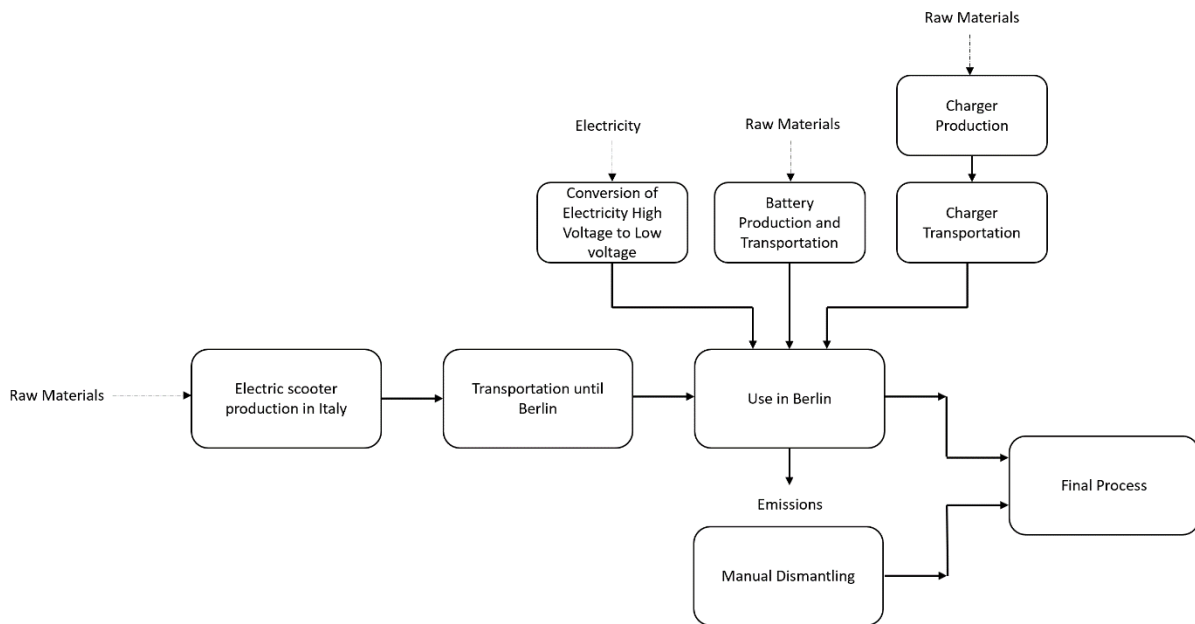 Raw Materials
Charger
Production
Electricity
Raw Materials
Conversion of
Electricity High
Voltage to Low
voltage
Battery
Production and
Transportation
Charger
Transportation
Raw Materials
Electric scooter
production in Italy
Transportation until
Berlin
Use in Berlin
Final Process
Emissions
Manual Dismantling